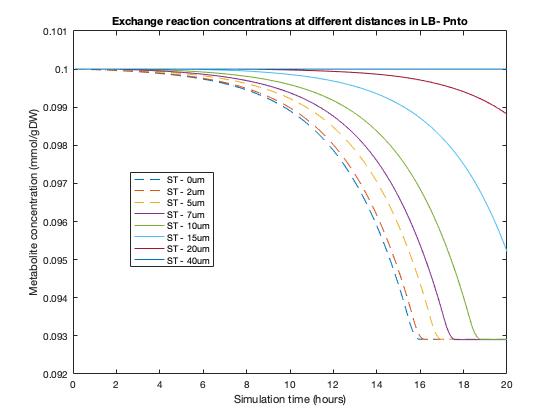 Exchange reaction concentrations at different distances in LB- Pnto
0.101
0.1
0.099
0.098
0.097
0.096
0.095
0.094
0.093
0.092
Metabolite concentration (mmol/gDW)
ST - 0um
ST - 2um
ST - 5um
ST - 7um
ST - 10um
ST - 15um
ST - 20um
ST - 40um
0 2 4 6 8 10 12 14 16 18 20
Simulation time (hours)